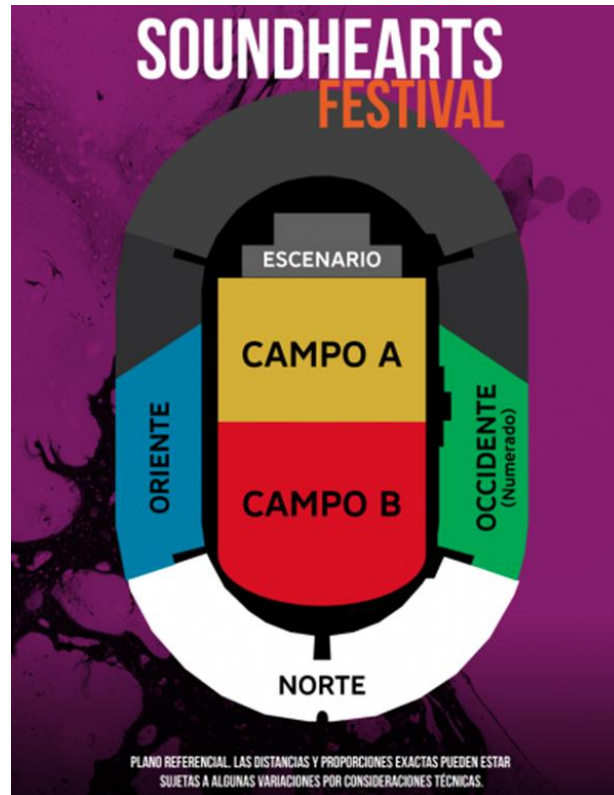 SOUNDHEARTS
FESTIVAL
ESCENARIO
CAMPO A
ORIENTE
OCCIDENTE
(Numerado)
CAMPO B
NORTE
PLANO REFERENCIAL. LAS DISTANCIAS Y PROPORCIONES EXACTAS PUEDEN ESTAR
SUJETAS A ALGUNAS VARIACIONES POR CONSIDERACIONES TÉCNICAS.